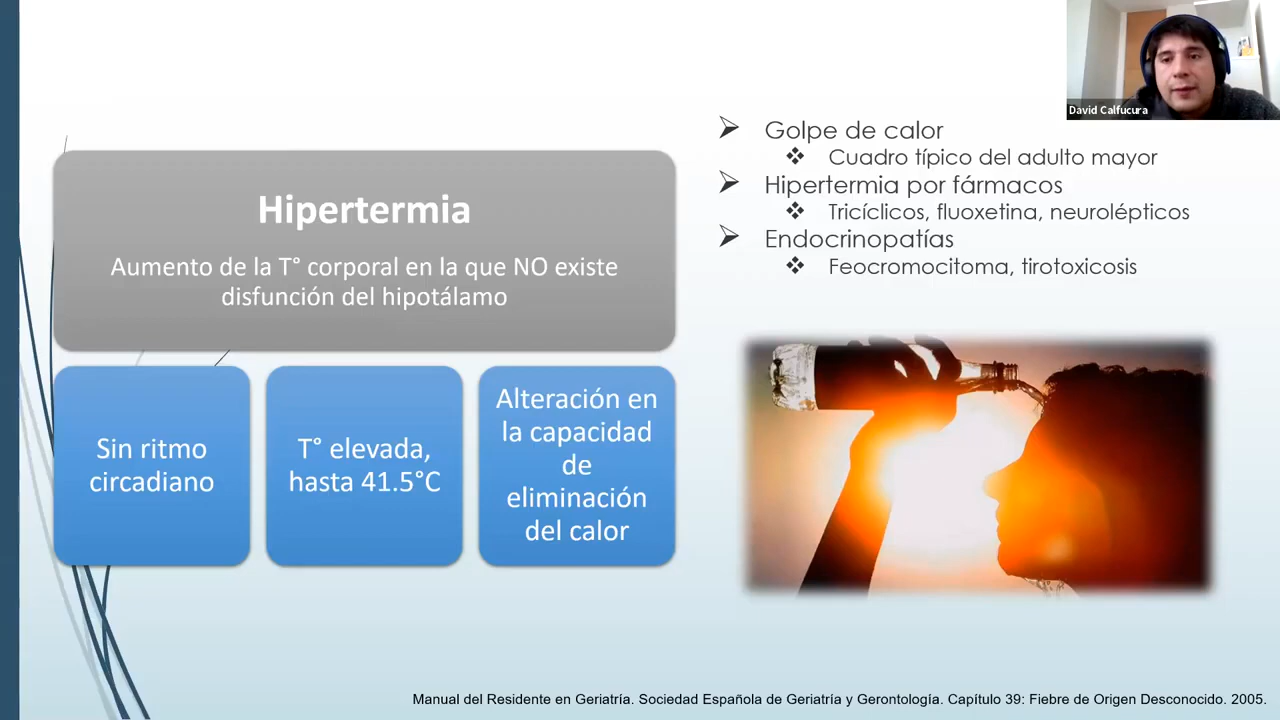 David Calfucura
Hipertermia
Aumento de la T° corporal en la que NO existe
disfunción del hipotálamo
Sin ritmo
circadiano
T° elevada,
hasta 41.5°C
Alteración en
la capacidad
de
eliminación
del calor
Golpe de calor
Cuadro típico del adulto mayor
Hipertermia por fármacos
Tricíclicos, fluoxetina, neurolépticos
Endocrinopatías
Feocromocitoma, tirotoxicosis
Manual del Residente en Geriatría. Sociedad Española de Geriatría y Gerontología. Capítulo 39: Fiebre de Origen Desconocido. 2005.